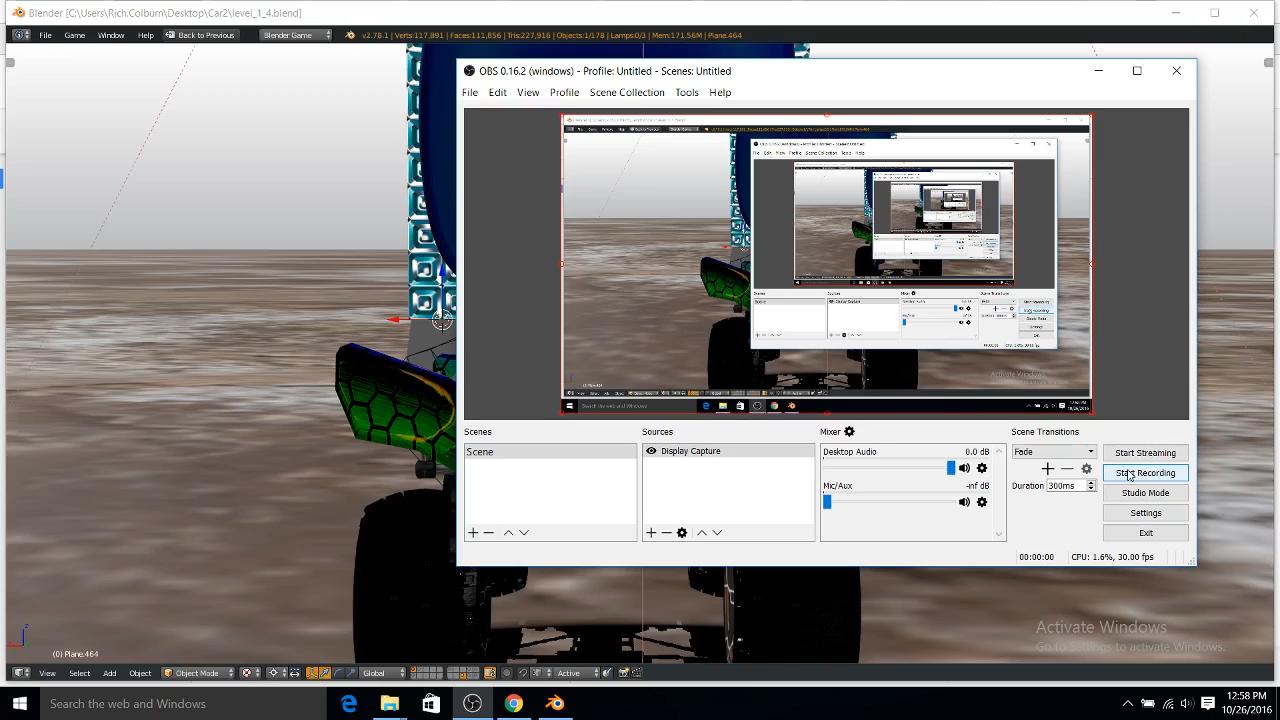 Blender [C:\Users\Rich.Colburn\Desktop\Car2\level_1_4.blend]
File Game Window Help Back to Previous Blender Game v2.78.1 | Verts:117,891 | Faces:111,856 | Tris:227,916 | Objects:1/178 | Lamps:0/3 | Mem:171.56M | Plane.464
OBS 0.16.2 (windows) - Profile: Untitled - Scenes: Untitled
File Edit View Profile Scene Collection Tools Help
Scenes Sources Mixer Scene Transitions
Scene
Display Capture
Desktop Audio 0.0 dB
Fade
Start Streaming
Start Recording
Mic/Aux -inf dB
Duration 300ms
Studio Mode
Settings
Exit
00:00:00 CPU: 1.6%, 30.00 fps
Activate Windows
Go to Settings to activate Windows.
z
(0) Plane.464
View Select Add Object Object Mode Global Active
Search the web and Windows
12:58 PM
10/26/2016